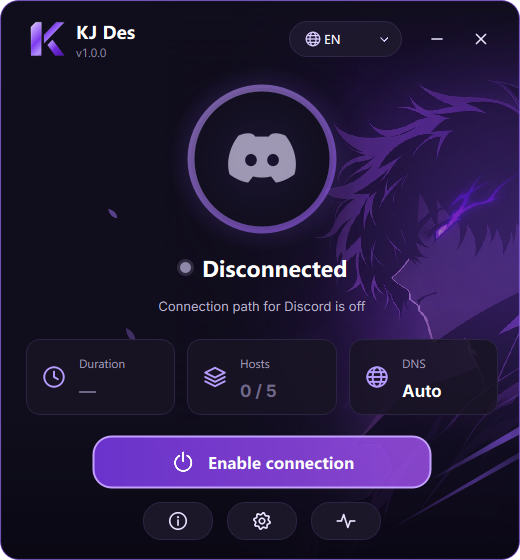 KJ Des
v1.0.0
EN
Disconnected
Connection path for Discord is off
Duration
—
Hosts
0 / 5
DNS
Auto
Enable connection